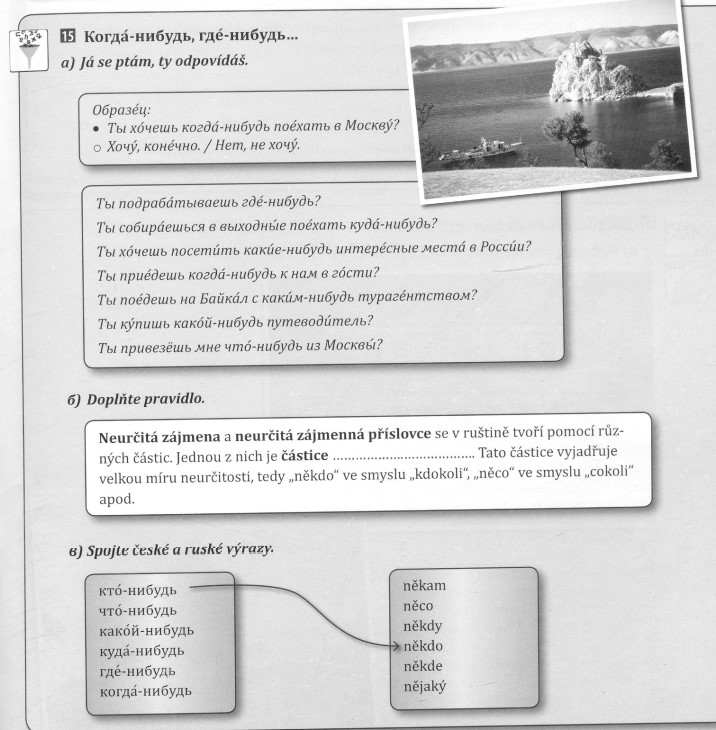 15 Когда́-нибудь, где́-нибудь...
а) Já se ptám, ty odpovídáš.
Образе́ц:
• Ты хо́чешь когда́-нибудь пое́хать в Москву́?
○ Хочу́, коне́чно. / Нет, не хочу́.
Ты подраба́тываешь где́-нибудь?
Ты собира́ешься в выходны́е пое́хать куда́-нибудь?
Ты хо́чешь посети́ть каки́е-нибудь интере́сные места́ в Росси́и?
Ты прие́дешь когда́-нибудь к нам в го́сти?
Ты пое́дешь на Байка́л с каки́м-нибудь тураге́нтством?
Ты ку́пишь како́й-нибудь путеводи́тель?
Ты привезёшь мне что́-нибудь из Москвы́?
б) Doplňte pravidlo.
Neurčitá zájmena a neurčitá zájmenná příslovce se v ruštině tvoří pomocí růz-
ných částic. Jednou z nich je částice ...................................... Tato částice vyjadřuje
velkou míru neurčitosti, tedy „někdo“ ve smyslu „kdokoli“, „něco“ ve smyslu „cokoli“
apod.
в) Spojte české a ruské výrazy.
кто́-нибудь
что́-нибудь
како́й-нибудь
куда́-нибудь
где́-нибудь
когда́-нибудь
někam
něco
někdy
někdo
někde
nějaký